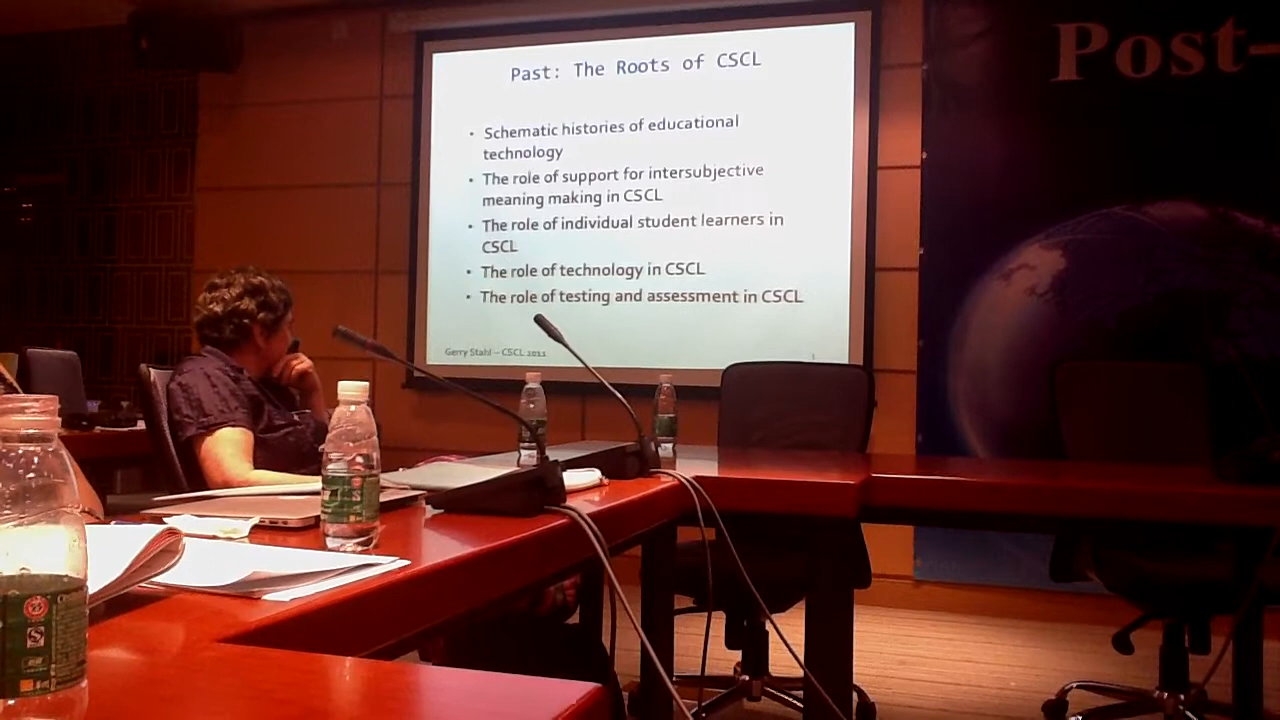 Past: The Roots of CSCL
Post-
• Schematic histories of educational
technology
• The role of support for intersubjective
meaning making in CSCL
• The role of individual student learners in
CSCL
• The role of technology in CSCL
• The role of testing and assessment in CSCL
Gerry Stahl – CSCL 2011